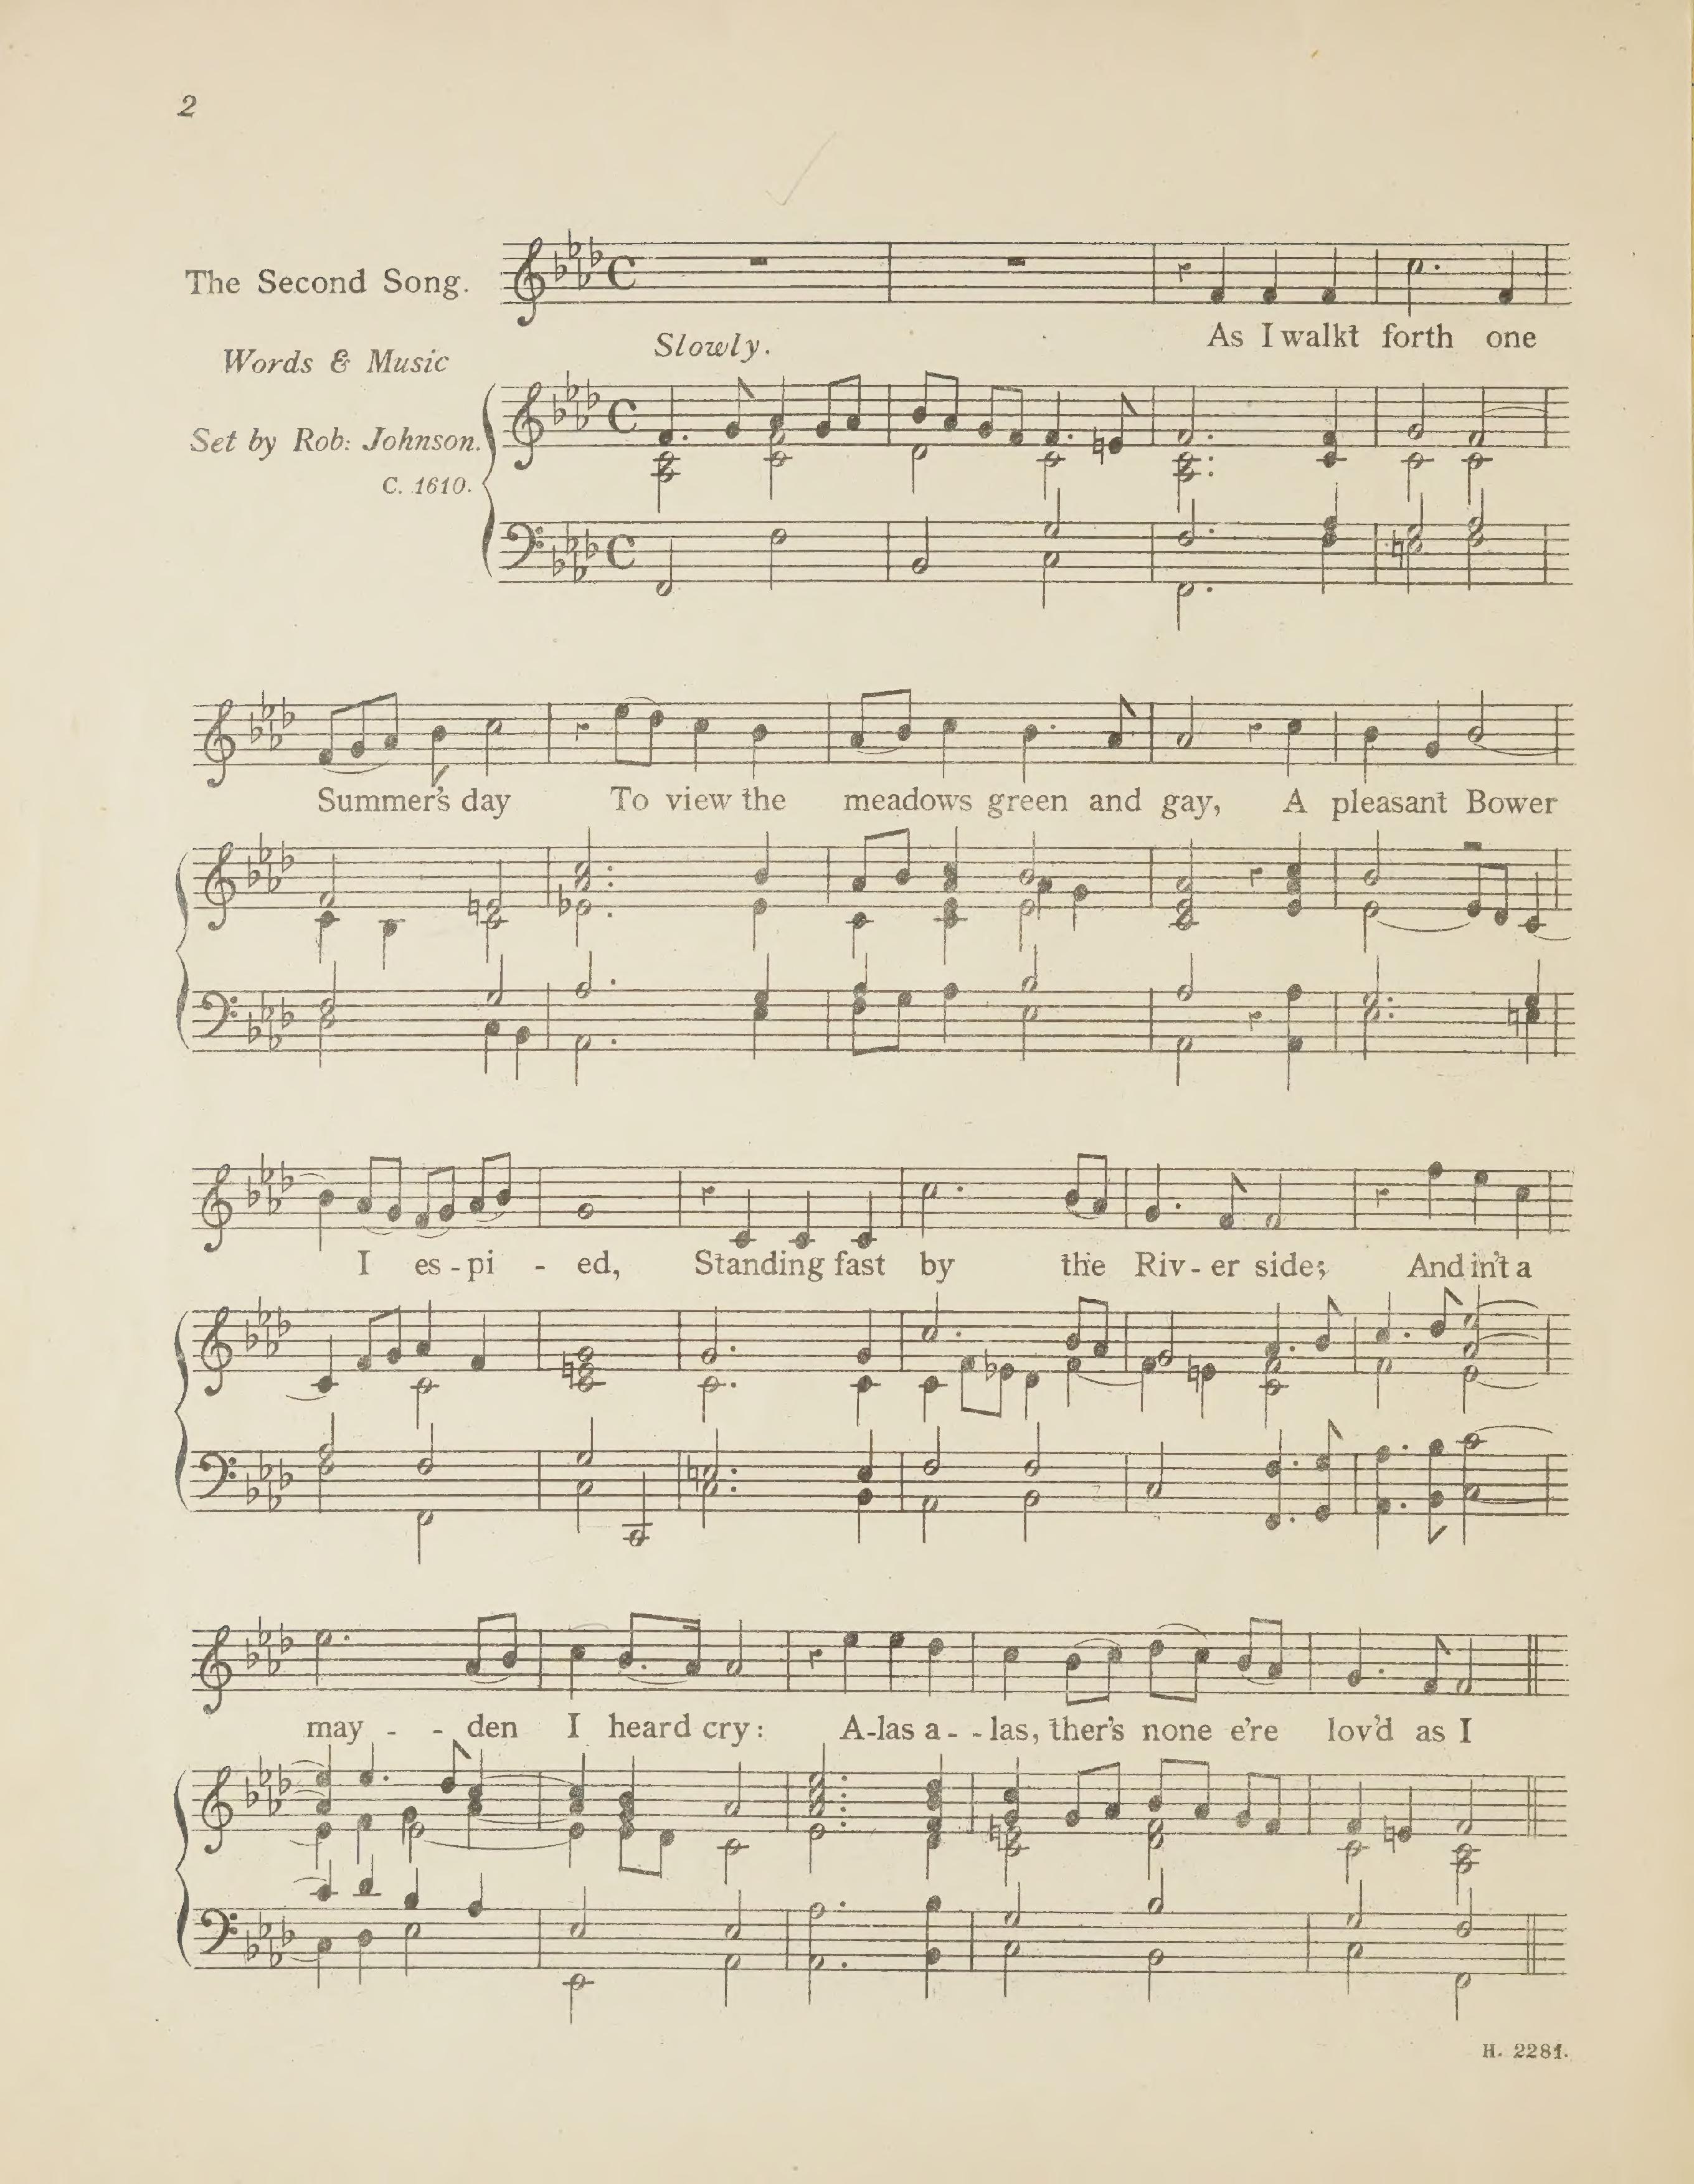 2
The Second Song.
Words & Music
Set by Rob: Johnson.
C. 1610.
Slowly.
As I walkt forth one
Summer's day To view the meadows green and gay, A pleasant Bower
I es - pi - ed, Standing fast by the Riv - er side; And in't a
may - - den I heard cry: A-las a - - las, ther's none e're lov'd as I
H. 2281.